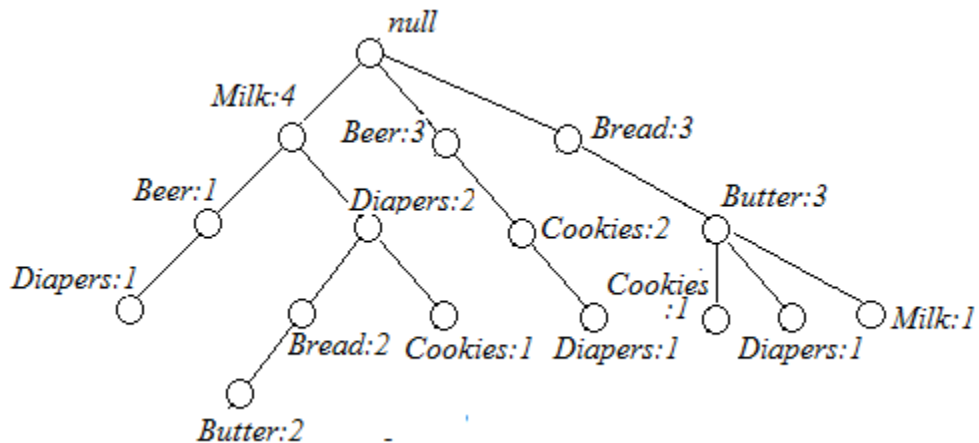 null
Milk:4
Beer:3
Bread:3
Beer:1
Diapers:2
Cookies:2
Butter:3
Diapers:1
Bread:2
Cookies:1
Diapers:1
Cookies
:1
Diapers:1
Milk:1
Butter:2